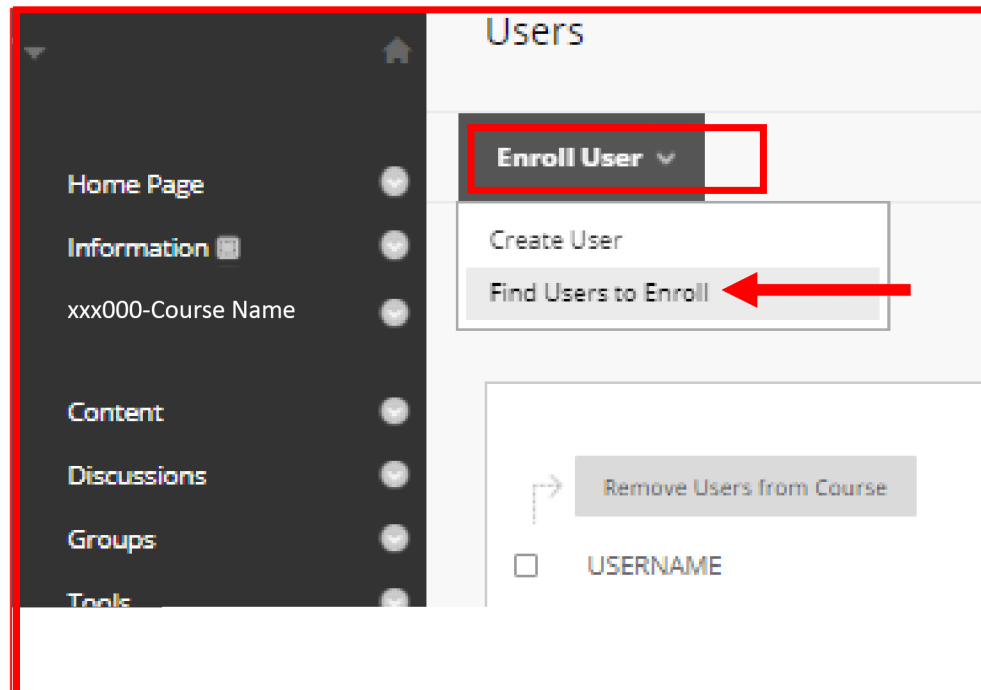 Home Page
Information
xxx000-Course Name
Content
Discussions
Groups
Tools
Users
Enroll User
Create User
Find Users to Enroll
Remove Users from Course
USERNAME